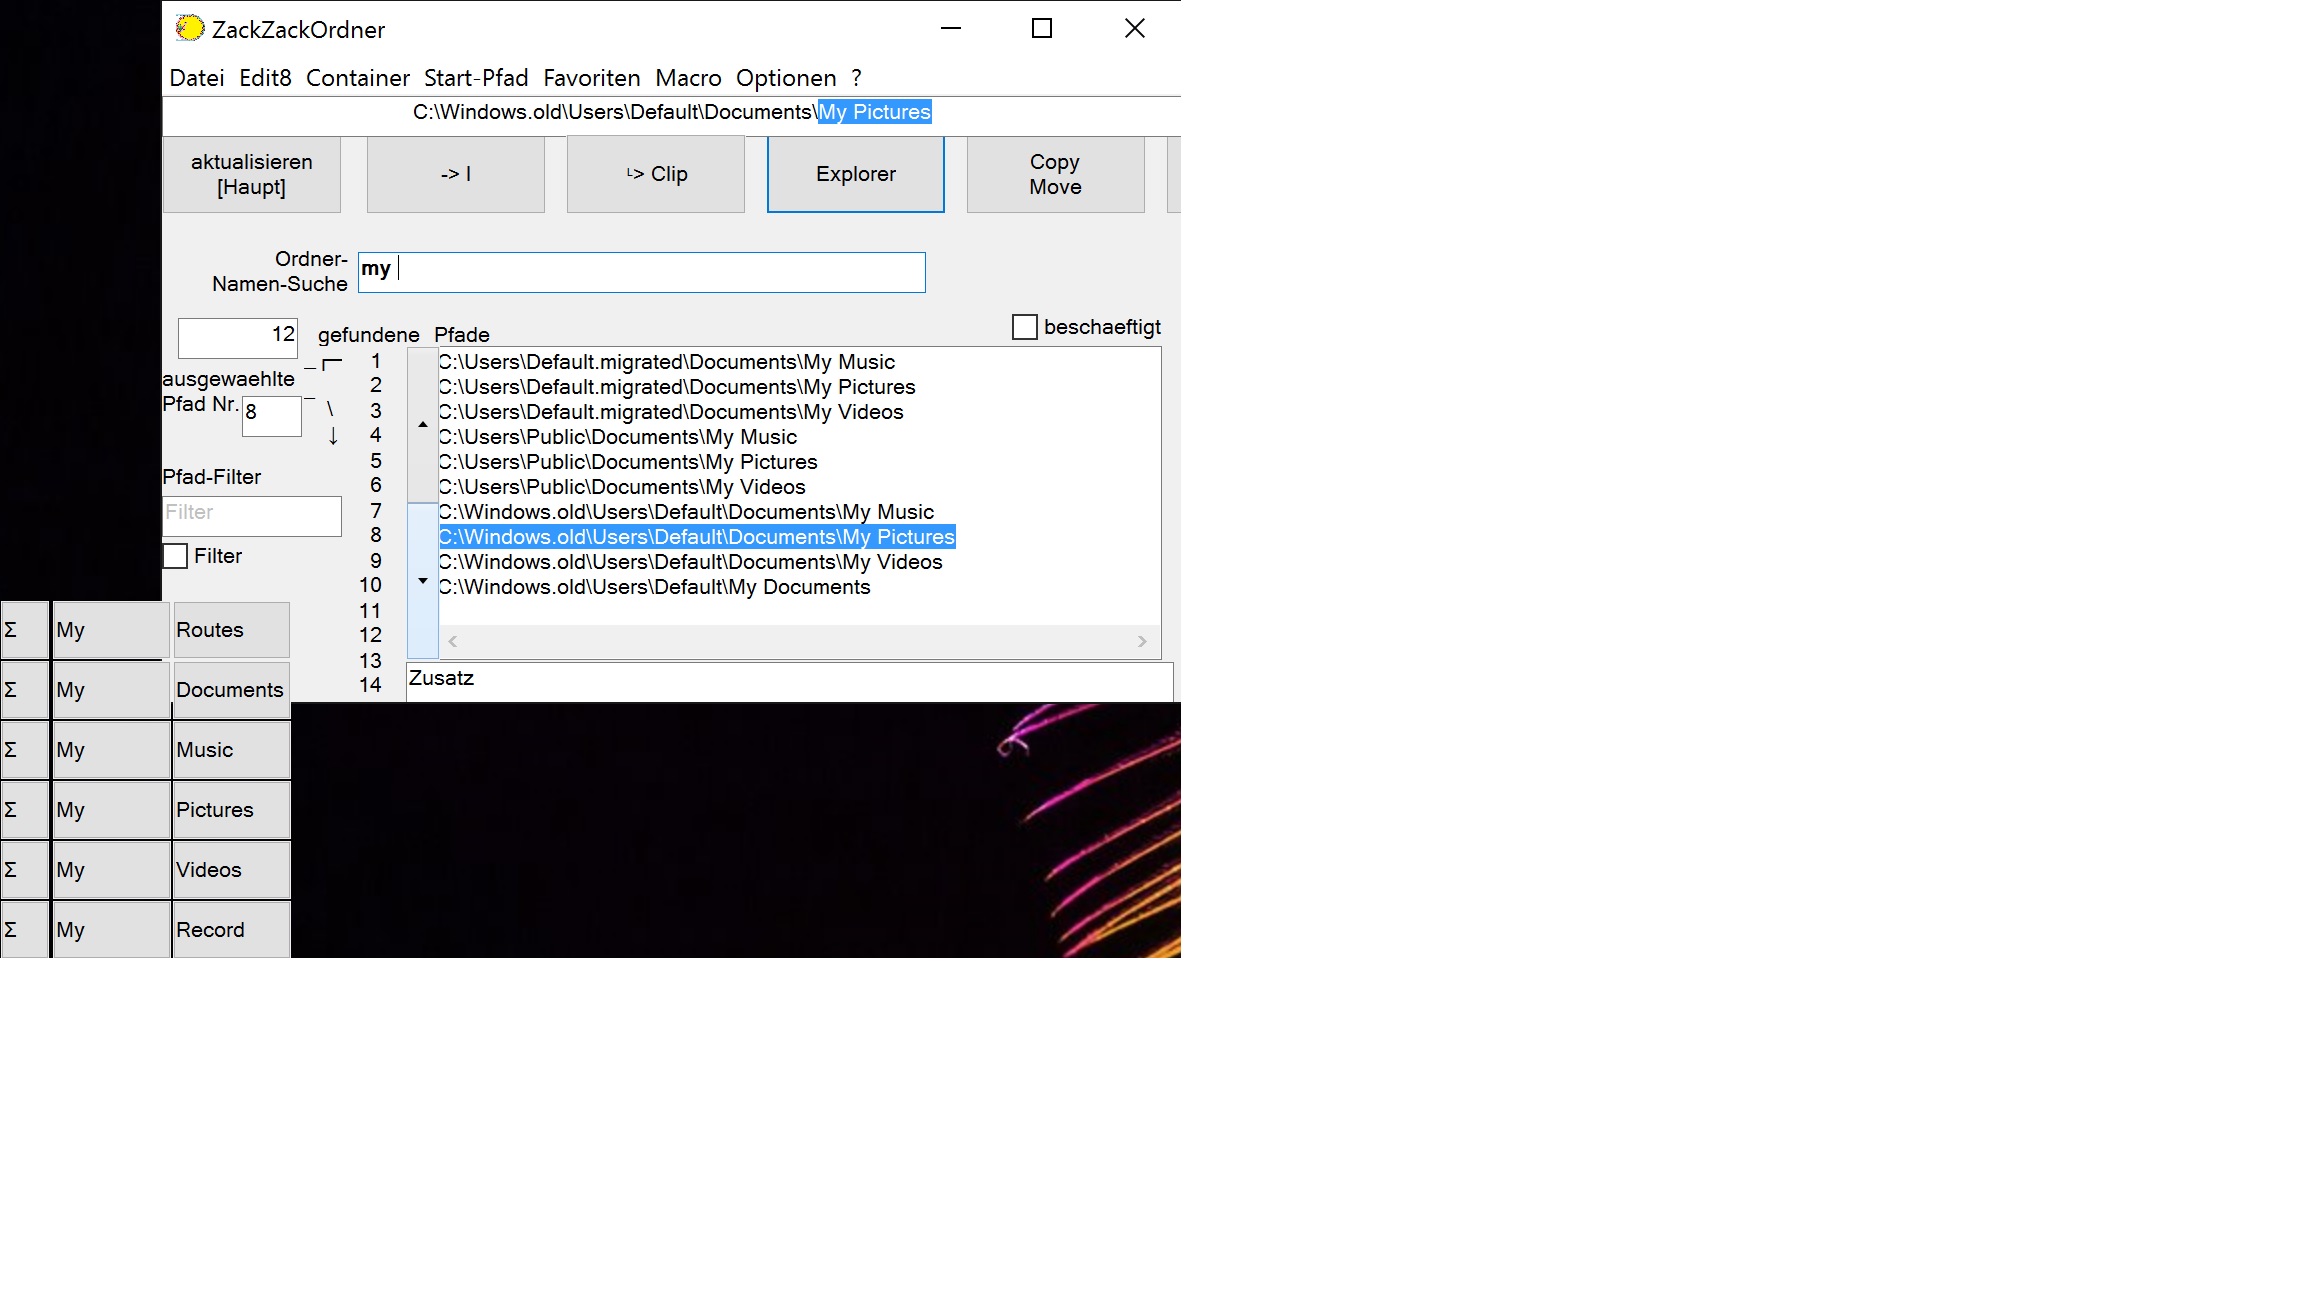 ZackZackOrdner
Datei Edit8 Container Start-Pfad Favoriten Macro Optionen ?
C:\Windows.old\Users\Default\Documents\My Pictures
aktualisieren
[Haupt]
-> I
└> Clip
Explorer
Copy
Move
Ordner-
Namen-Suche
my
12 gefundene Pfade
beschaeftigt
ausgewaehlte
Pfad Nr. 8
Pfad-Filter
Filter
Filter
1 C:\Users\Default.migrated\Documents\My Music
2 C:\Users\Default.migrated\Documents\My Pictures
3 C:\Users\Default.migrated\Documents\My Videos
4 C:\Users\Public\Documents\My Music
5 C:\Users\Public\Documents\My Pictures
6 C:\Users\Public\Documents\My Videos
7 C:\Windows.old\Users\Default\Documents\My Music
8 C:\Windows.old\Users\Default\Documents\My Pictures
9 C:\Windows.old\Users\Default\Documents\My Videos
10 C:\Windows.old\Users\Default\My Documents
11
12
13
14 Zusatz
Σ My Routes
Σ My Documents
Σ My Music
Σ My Pictures
Σ My Videos
Σ My Record